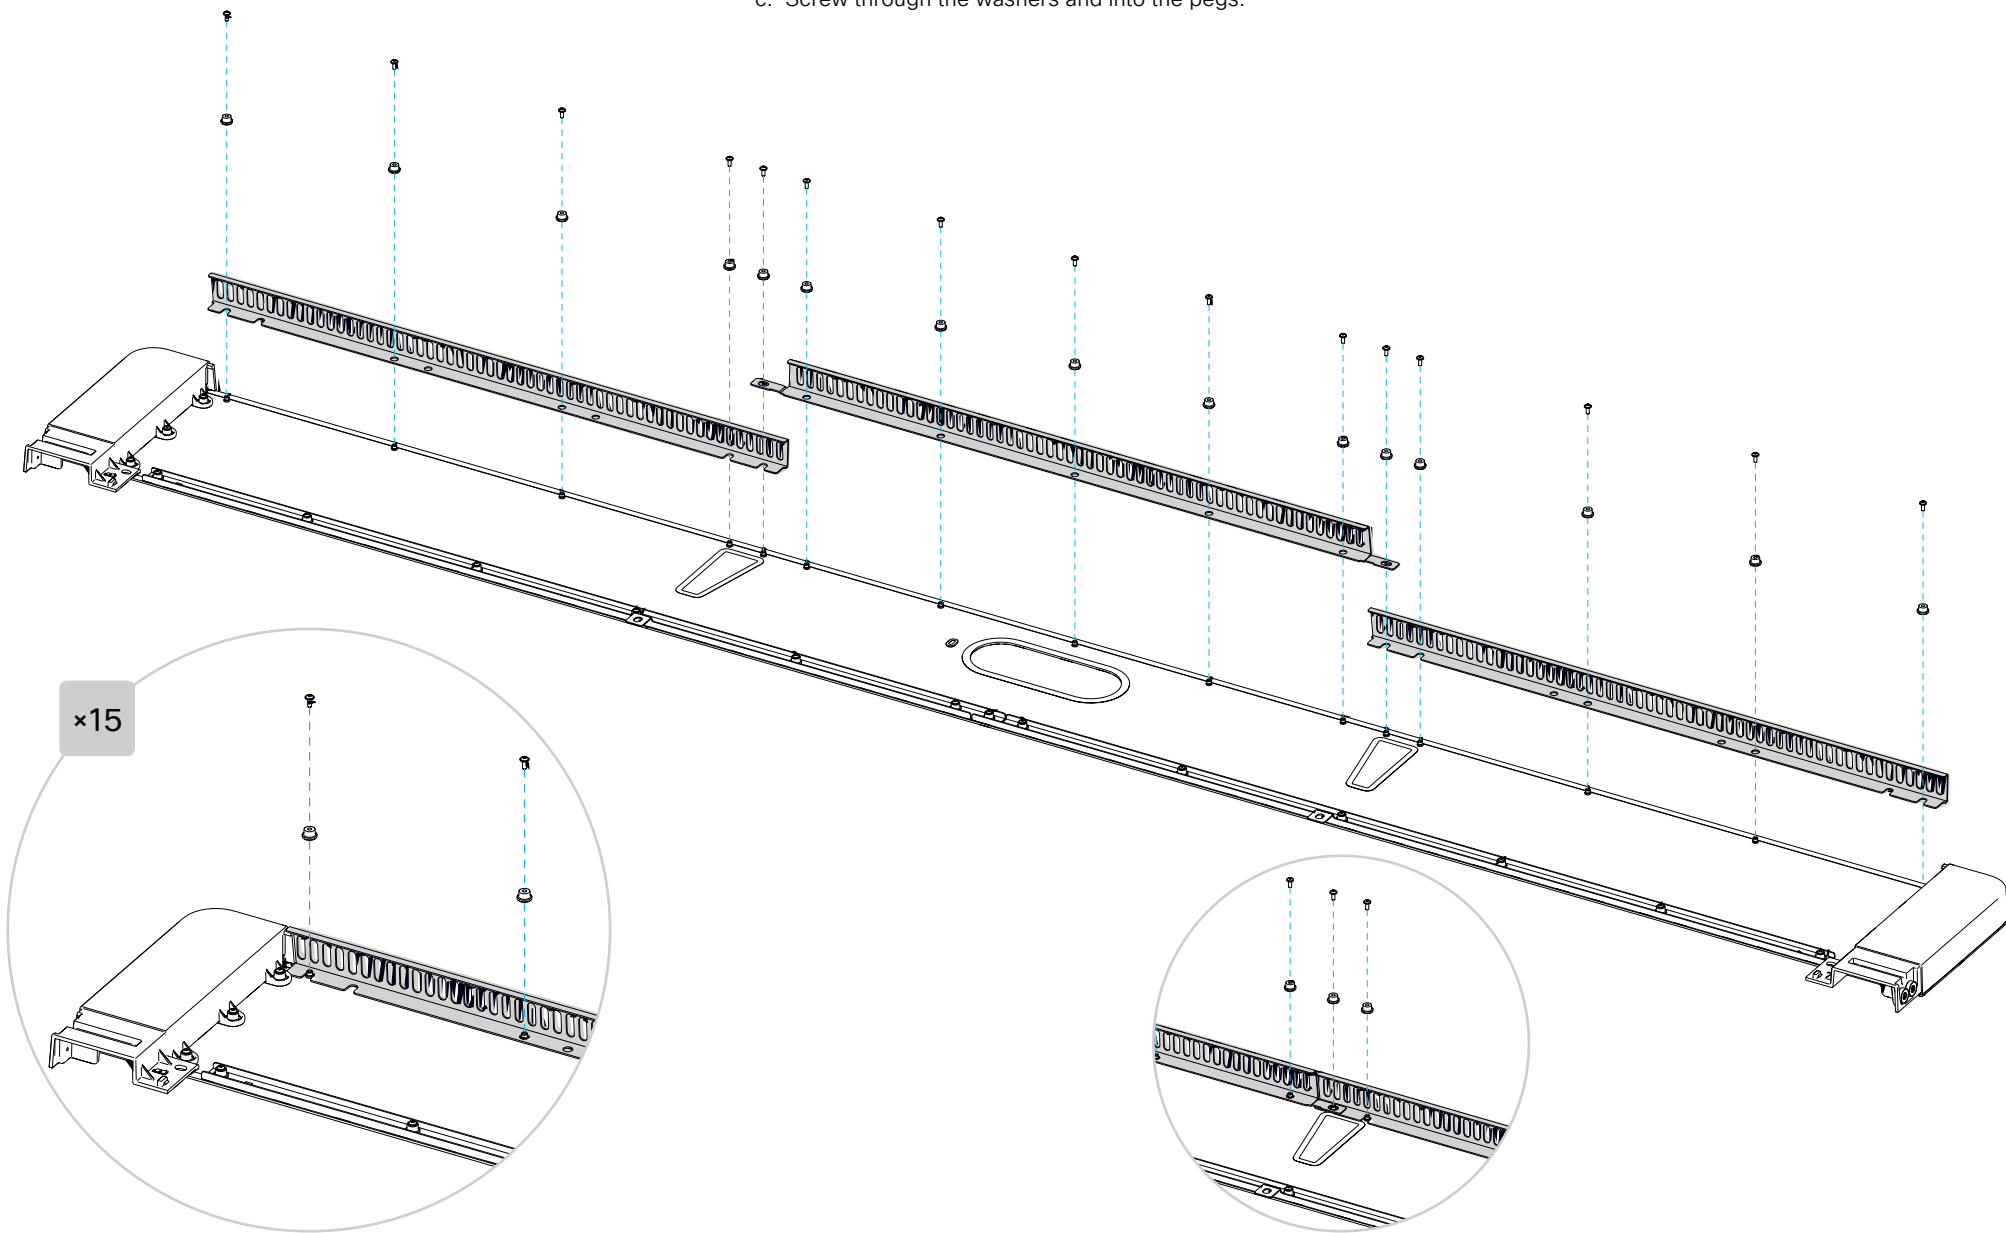 c. Screw through the washers and into the pegs.
×15